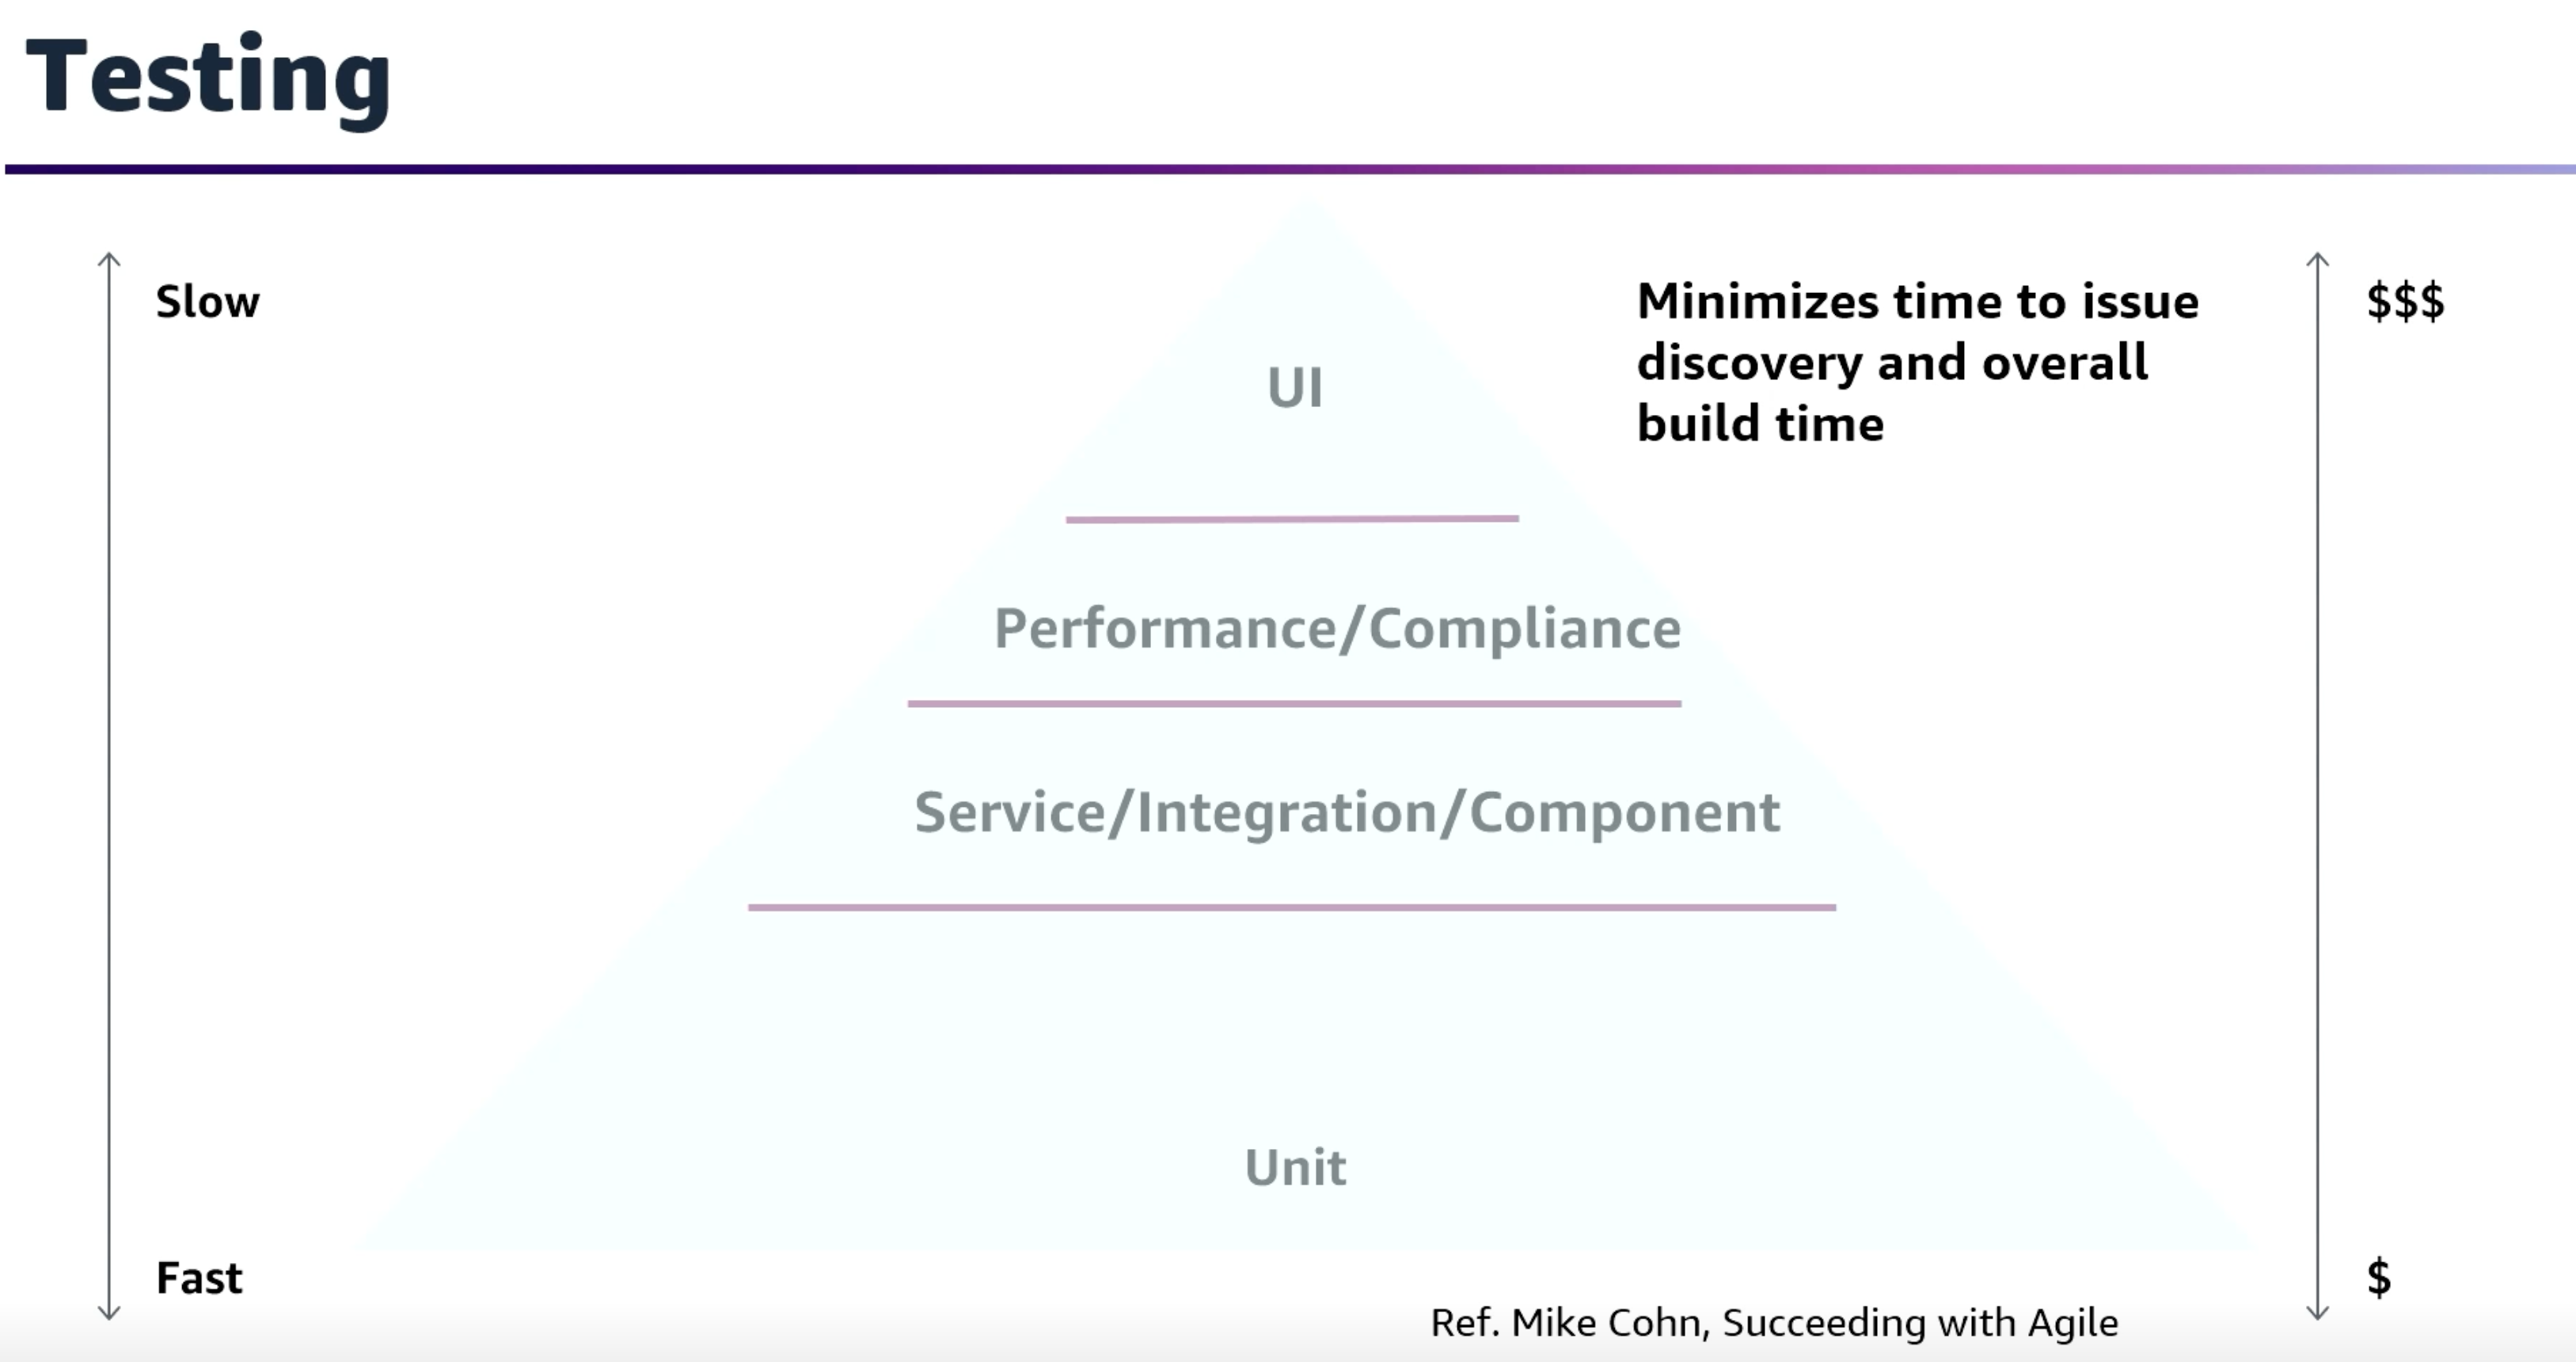 Testing
Slow
Minimizes time to issue
discovery and overall
build time
$$$
UI
Performance/Compliance
Service/Integration/Component
Unit
Fast
$
Ref. Mike Cohn, Succeeding with Agile